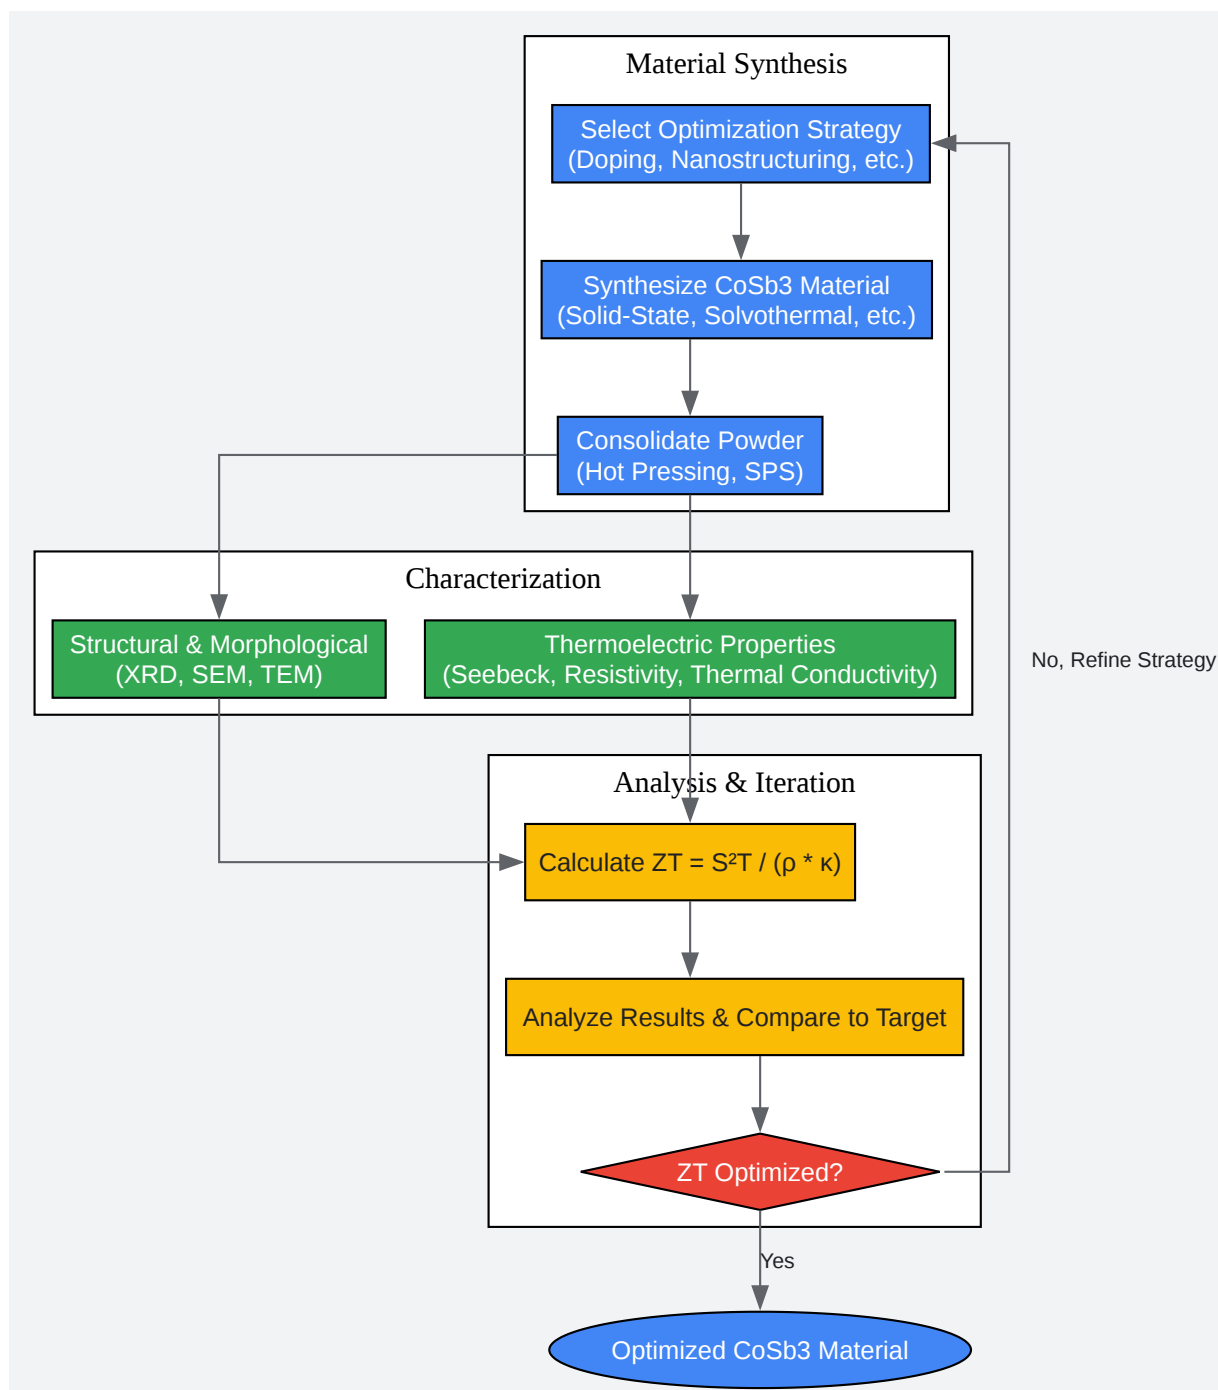 Material Synthesis
Select Optimization Strategy
(Doping, Nanostructuring, etc.)
Synthesize CoSb3 Material
(Solid-State, Solvothermal, etc.)
Consolidate Powder
(Hot Pressing, SPS)
Characterization
Structural & Morphological
(XRD, SEM, TEM)
Thermoelectric Properties
(Seebeck, Resistivity, Thermal Conductivity)
No, Refine Strategy
Analysis & Iteration
Calculate ZT = S²T / (ρ * κ)
Analyze Results & Compare to Target
ZT Optimized?
Yes
Optimized CoSb3 Material